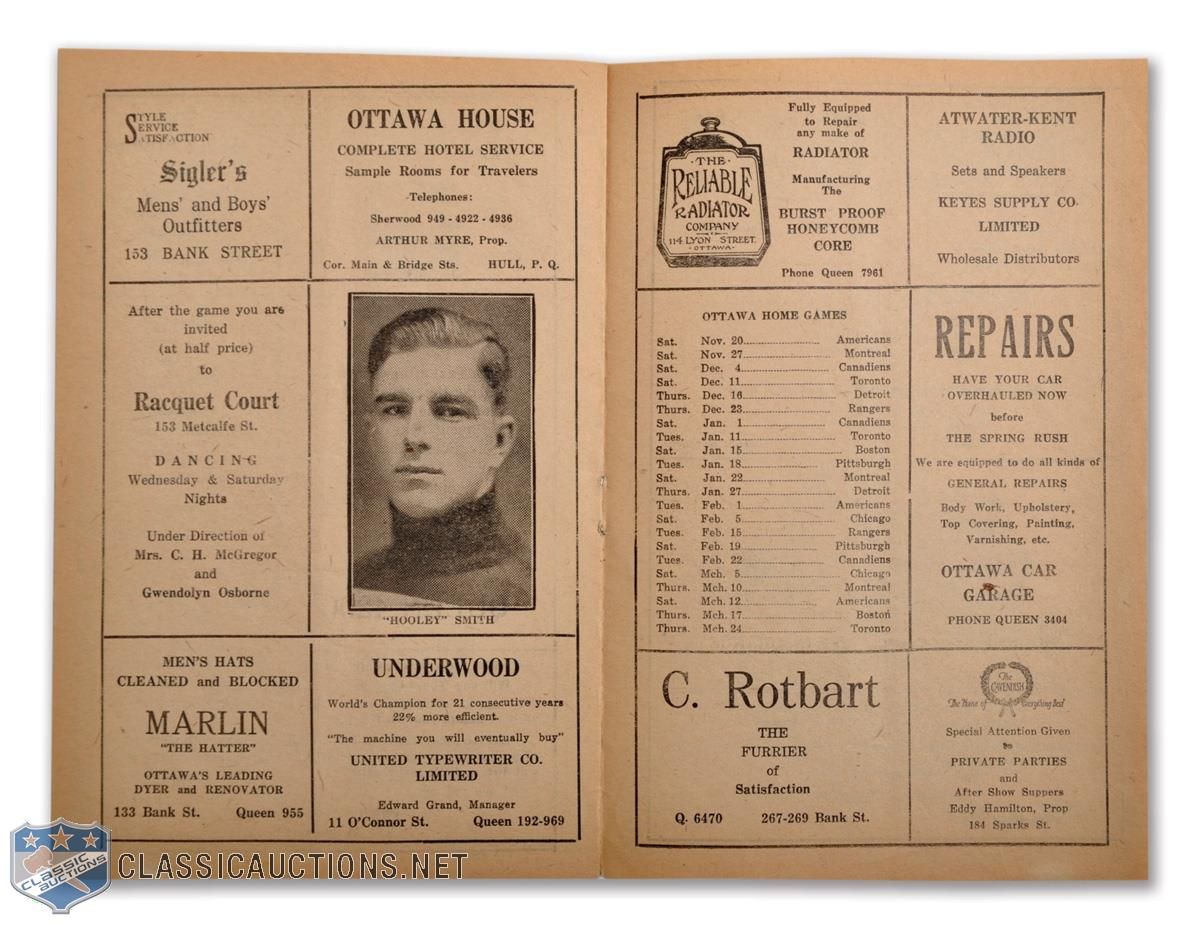 STYLE
SERVICE
SATISFACTION
Sigler's
Mens' and Boys'
Outfitters
153 BANK STREET
OTTAWA HOUSE
COMPLETE HOTEL SERVICE
Sample Rooms for Travelers
Telephones:
Sherwood 949 - 4922 - 4936
ARTHUR MYRE, Prop.
Cor. Main & Bridge Sts. HULL, P. Q.
After the game you are
invited
(at half price)
to
Racquet Court
153 Metcalfe St.
DANCING
Wednesday & Saturday
Nights
Under Direction of
Mrs. C. H. McGregor
and
Gwendolyn Osborne
"HOOLEY" SMITH
MEN'S HATS
CLEANED and BLOCKED
MARLIN
"THE HATTER"
OTTAWA'S LEADING
DYER and RENOVATOR
133 Bank St. Queen 955
UNDERWOOD
World's Champion for 21 consecutive years
22% more efficient.
"The machine you will eventually buy"
UNITED TYPEWRITER CO.
LIMITED
Edward Grand, Manager
11 O'Connor St. Queen 192-969
·THE·
RELIABLE
RADIATOR
COMPANY
114 LYON STREET
·OTTAWA·
Fully Equipped
to Repair
any make of
RADIATOR
Manufacturing
The
BURST PROOF
HONEYCOMB
CORE
Phone Queen 7961
ATWATER-KENT
RADIO
Sets and Speakers
KEYES SUPPLY CO.
LIMITED
Wholesale Distributors
OTTAWA HOME GAMES
Sat. Nov. 20 Americans
Sat. Nov. 27 Montreal
Sat. Dec. 4 Canadiens
Sat. Dec. 11 Toronto
Thurs. Dec. 16 Detroit
Thurs. Dec. 23 Rangers
Sat. Jan. 1 Canadiens
Tues. Jan. 11 Toronto
Sat. Jan. 15 Boston
Tues. Jan. 18 Pittsburgh
Sat. Jan. 22 Montreal
Thurs. Jan. 27 Detroit
Tues. Feb. 1 Americans
Sat. Feb. 5 Chicago
Tues. Feb. 15 Rangers
Sat. Feb. 19 Pittsburgh
Tues. Feb. 22 Canadiens
Sat. Mch. 5 Chicago
Thurs. Mch. 10 Montreal
Sat. Mch. 12 Americans
Thurs. Mch. 17 Boston
Thurs. Mch. 24 Toronto
REPAIRS
HAVE YOUR CAR
OVERHAULED NOW
before
THE SPRING RUSH
We are equipped to do all kinds of
GENERAL REPAIRS
Body Work, Upholstery,
Top Covering, Painting,
Varnishing, etc.
OTTAWA CAR
GARAGE
PHONE QUEEN 3404
C. Rotbart
THE
FURRIER
of
Satisfaction
Q. 6470 267-269 Bank St.
The
CAVENDISH
The Home of Everything Best
Special Attention Given
to
PRIVATE PARTIES
and
After Show Suppers
Eddy Hamilton, Prop
184 Sparks St.
CLASSIC
AUCTIONS
CLASSICAUCTIONS.NET